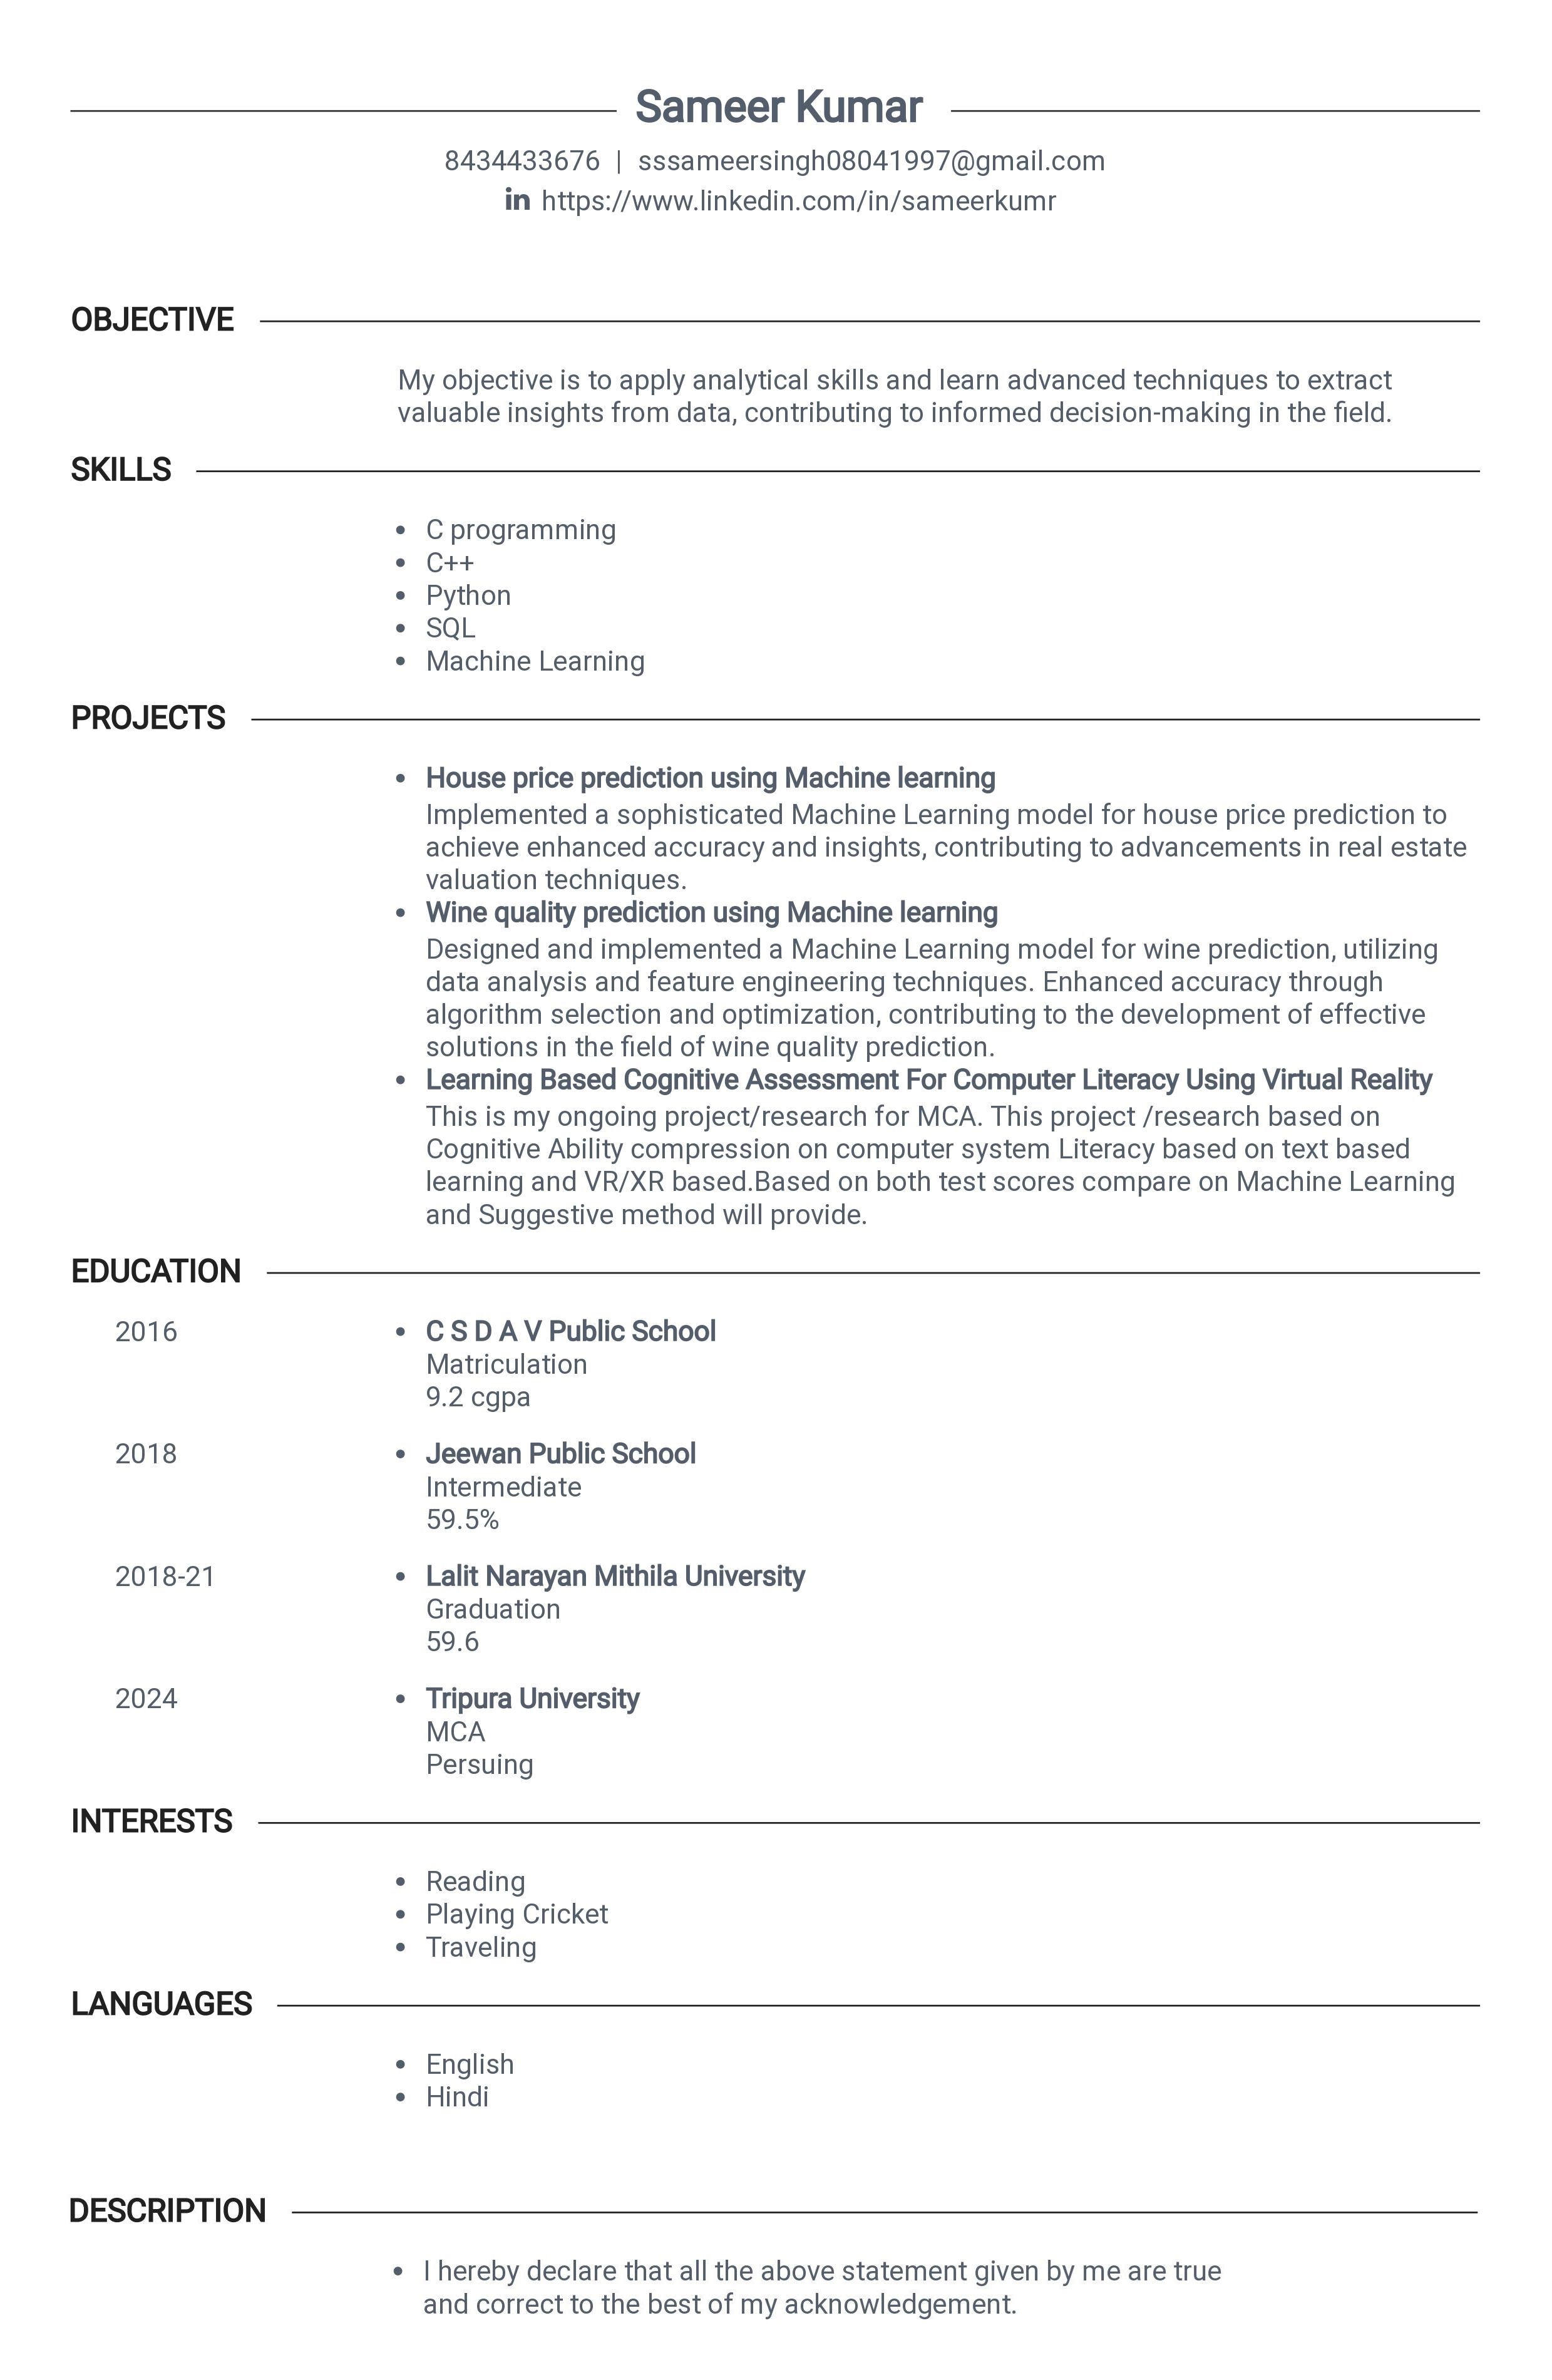 Sameer Kumar
8434433676 | sssameersingh08041997@gmail.com
in https://www.linkedin.com/in/sameerkumr
OBJECTIVE
My objective is to apply analytical skills and learn advanced techniques to extract
valuable insights from data, contributing to informed decision-making in the field.
SKILLS
• C programming
• C++
• Python
• SQL
• Machine Learning
PROJECTS
• House price prediction using Machine learning
Implemented a sophisticated Machine Learning model for house price prediction to
achieve enhanced accuracy and insights, contributing to advancements in real estate
valuation techniques.
• Wine quality prediction using Machine learning
Designed and implemented a Machine Learning model for wine prediction, utilizing
data analysis and feature engineering techniques. Enhanced accuracy through
algorithm selection and optimization, contributing to the development of effective
solutions in the field of wine quality prediction.
• Learning Based Cognitive Assessment For Computer Literacy Using Virtual Reality
This is my ongoing project/research for MCA. This project /research based on
Cognitive Ability compression on computer system Literacy based on text based
learning and VR/XR based.Based on both test scores compare on Machine Learning
and Suggestive method will provide.
EDUCATION
2016 • C S D A V Public School
Matriculation
9.2 cgpa
2018 • Jeewan Public School
Intermediate
59.5%
2018-21 • Lalit Narayan Mithila University
Graduation
59.6
2024 • Tripura University
MCA
Persuing
INTERESTS
• Reading
• Playing Cricket
• Traveling
LANGUAGES
• English
• Hindi
DESCRIPTION
• I hereby declare that all the above statement given by me are true
and correct to the best of my acknowledgement.